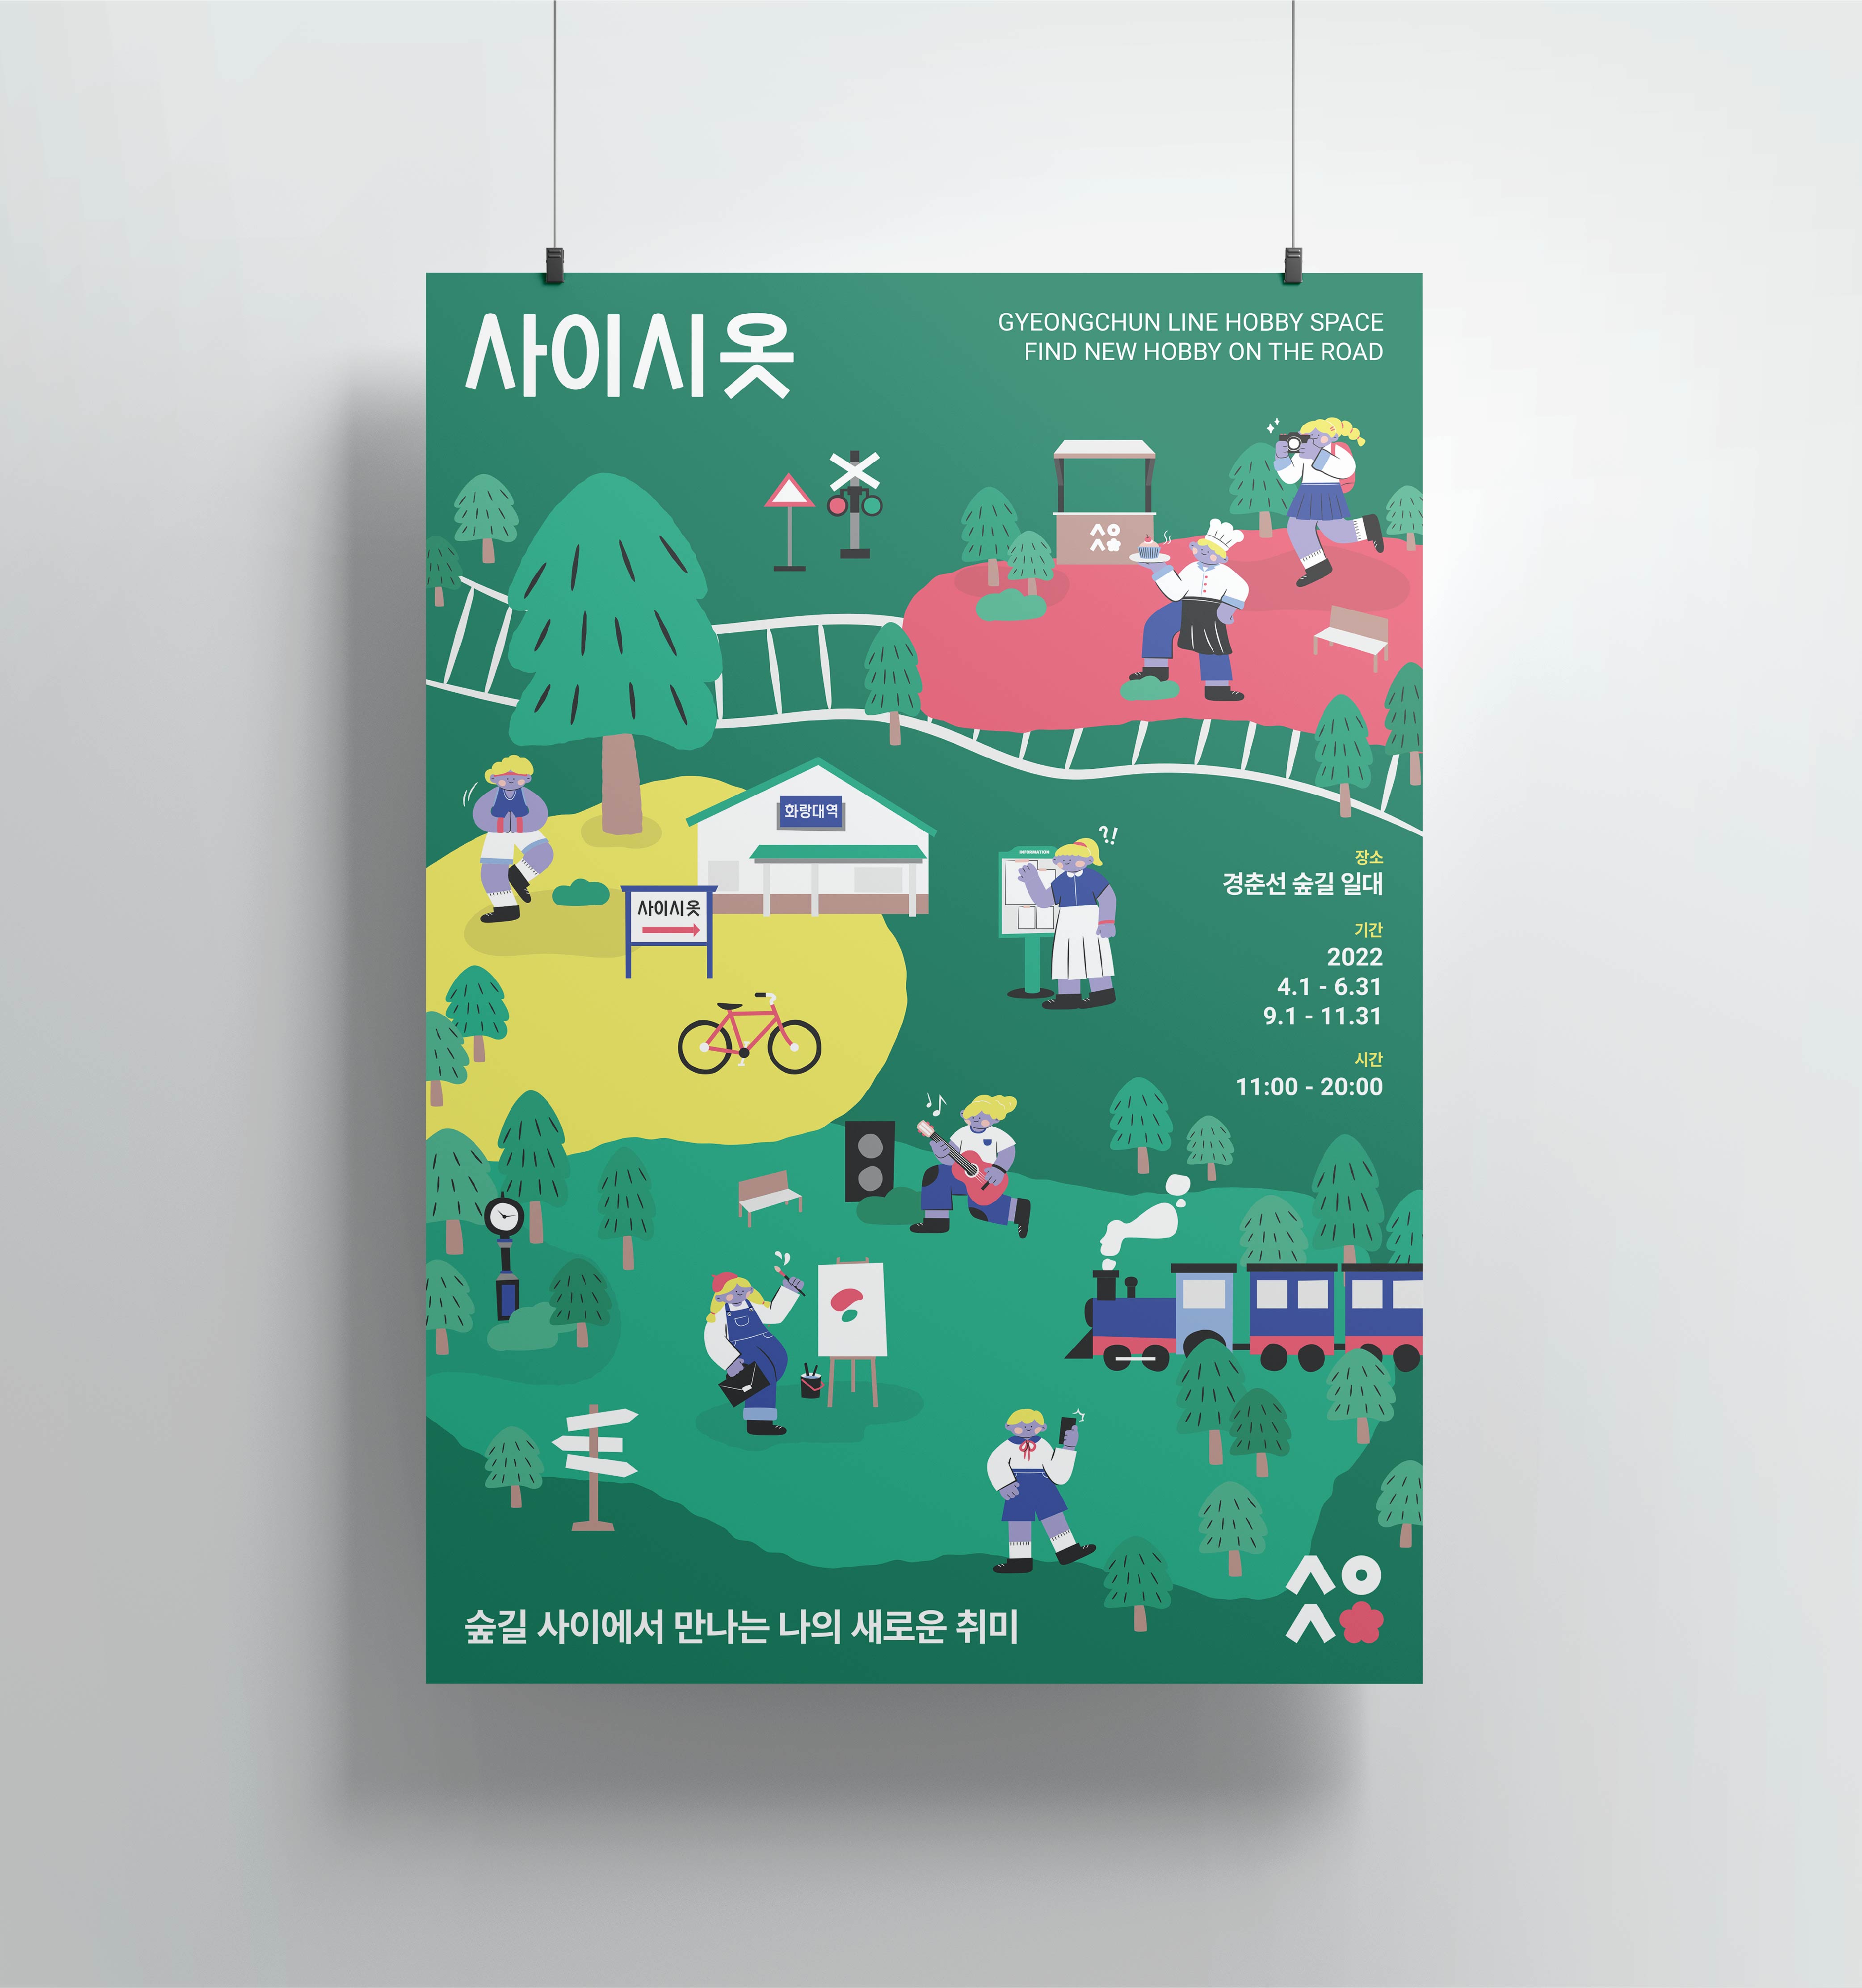 사이시옷
GYEONGCHUN LINE HOBBY SPACE
FIND NEW HOBBY ON THE ROAD
ㅅㅇ
ㅅ
화랑대역
사이시옷
INFORMATION
?!
장소
경춘선 숲길 일대
기간
2022
4.1 - 6.31
9.1 - 11.31
시간
11:00 - 20:00
숲길 사이에서 만나는 나의 새로운 취미
ㅅㅇ
ㅅ